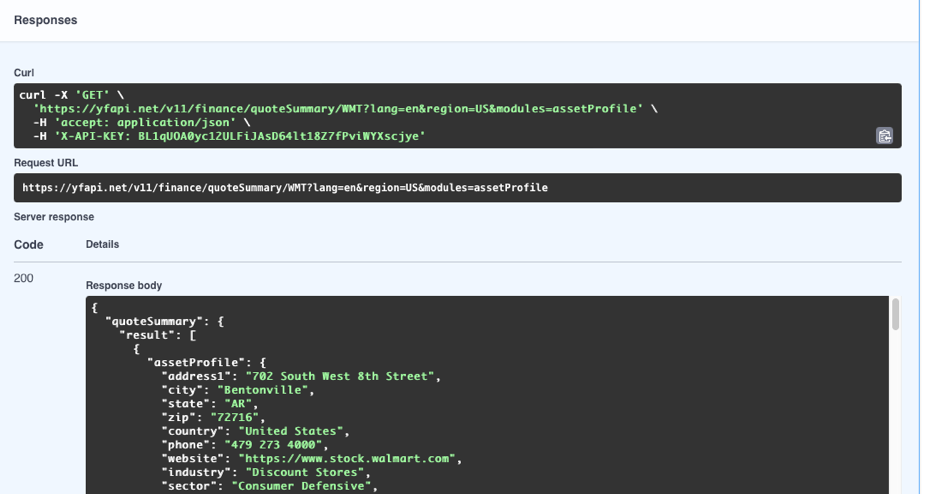 Responses
Curl
curl -X 'GET' \
'https://yfapi.net/v11/finance/quoteSummary/WMT?lang=en&region=US&modules=assetProfile' \
-H 'accept: application/json' \
-H 'X-API-KEY: BL1qUOA0yc12ULFiJAsD64lt18Z7fPviWYXscjye'
Request URL
https://yfapi.net/v11/finance/quoteSummary/WMT?lang=en&region=US&modules=assetProfile
Server response
Code Details
200
Response body
{
"quoteSummary": {
"result": [
{
"assetProfile": {
"address1": "702 South West 8th Street",
"city": "Bentonville",
"state": "AR",
"zip": "72716",
"country": "United States",
"phone": "479 273 4000",
"website": "https://www.stock.walmart.com",
"industry": "Discount Stores",
"sector": "Consumer Defensive",